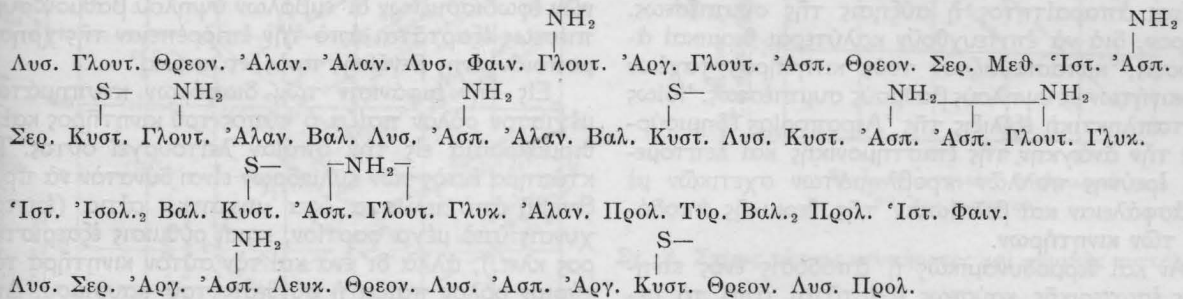 NH₂ NH₂
Λυσ. Γλουτ. Θρεον. Ἀλαν. Ἀλαν. Λυσ. Φαιν. Γλουτ. Ἀργ. Γλουτ. Ἀσπ. Θρεον. Σερ. Μεθ. Ἱστ. Ἀσπ.
S— NH₂ NH₂ S— NH₂ NH₂
Σερ. Κυστ. Γλουτ. Ἀλαν. Βαλ. Λυσ. Ἀσπ. Ἀλαν. Βαλ. Κυστ. Λυσ. Κυστ. Ἀσπ. Ἀσπ. Γλουτ. Γλυκ.
S— —NH₂
Ἱστ. Ἰσολ.₂ Βαλ. Κυστ. Ἀσπ. Γλουτ. Γλυκ. Ἀλαν. Προλ. Τυρ. Βαλ.₂ Προλ. Ἱστ. Φαιν.
NH₂ S—
Λυσ. Σερ. Ἀργ. Ἀσπ. Λευκ. Θρεον. Λυσ. Ἀσπ. Ἀργ. Κυστ. Θρεον. Λυσ. Προλ.